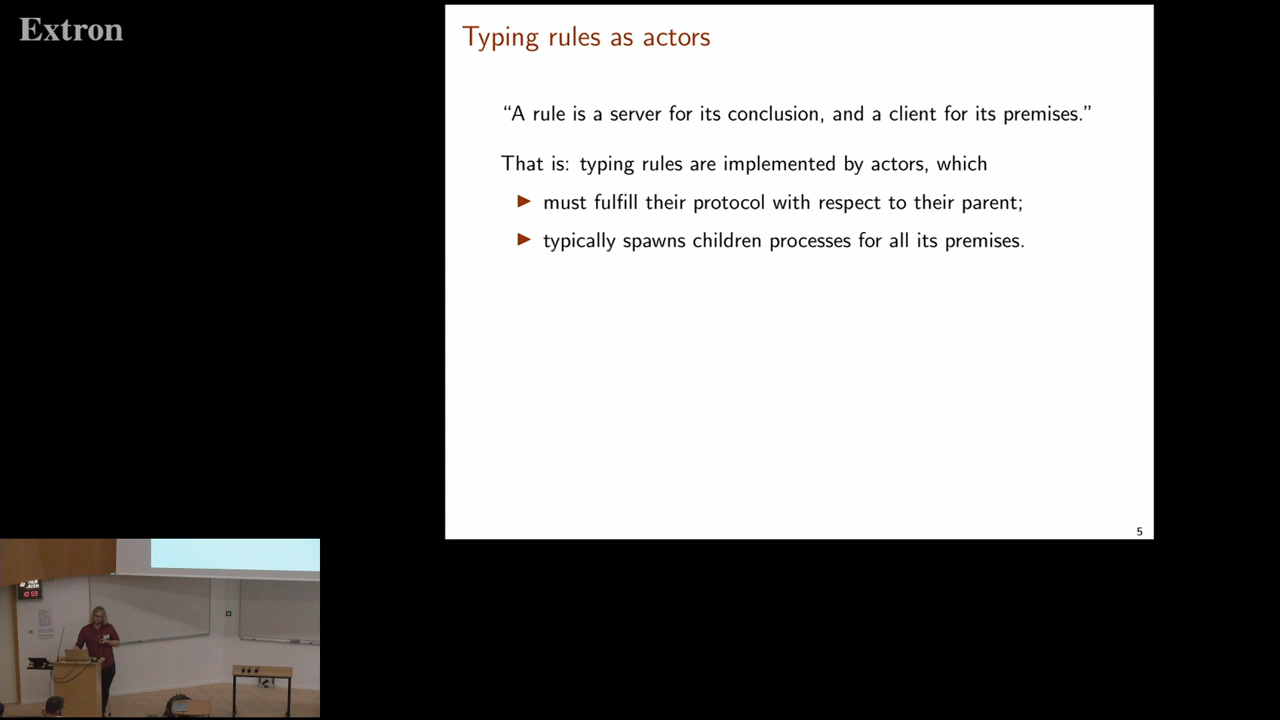 Extron
Typing rules as actors
“A rule is a server for its conclusion, and a client for its premises.”
That is: typing rules are implemented by actors, which
▶ must fulfill their protocol with respect to their parent;
▶ typically spawns children processes for all its premises.
5